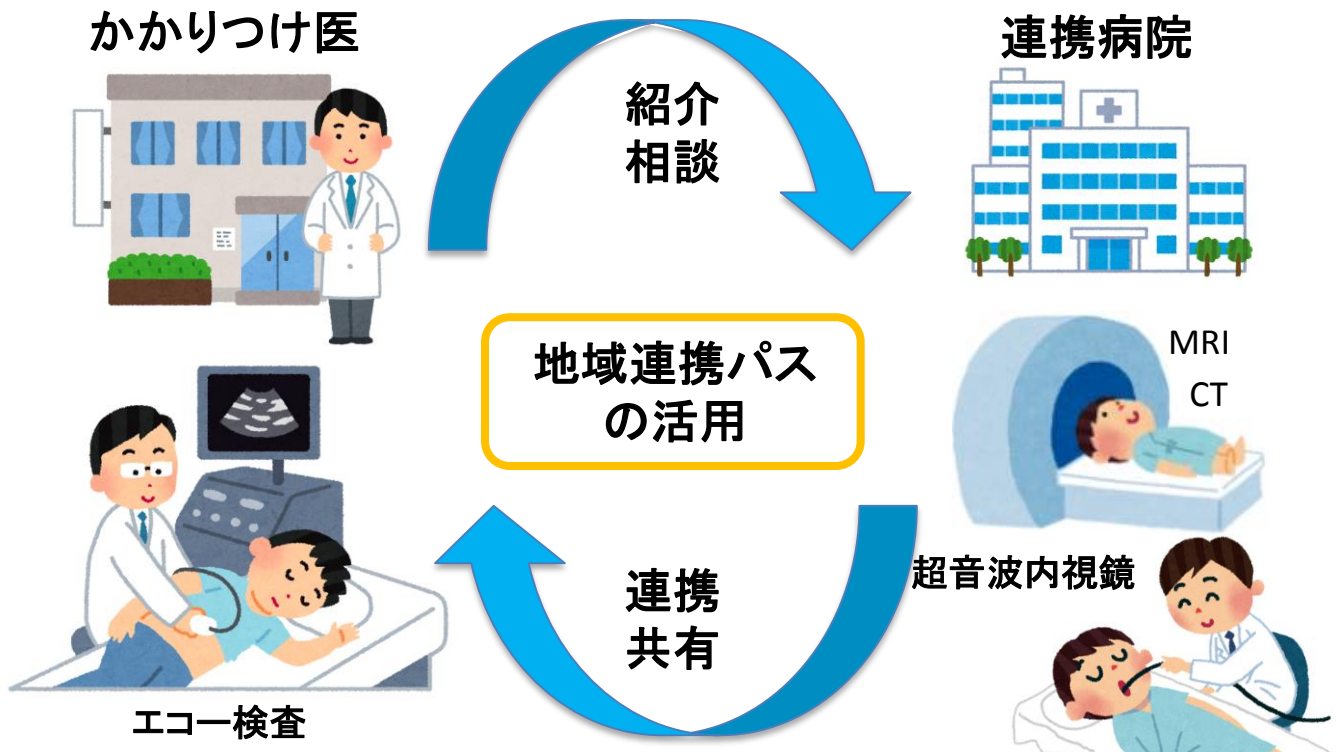 かかりつけ医
連携病院
紹介
相談
地域連携パス
の活用
MRI
CT
連携
共有
超音波内視鏡
エコー検査